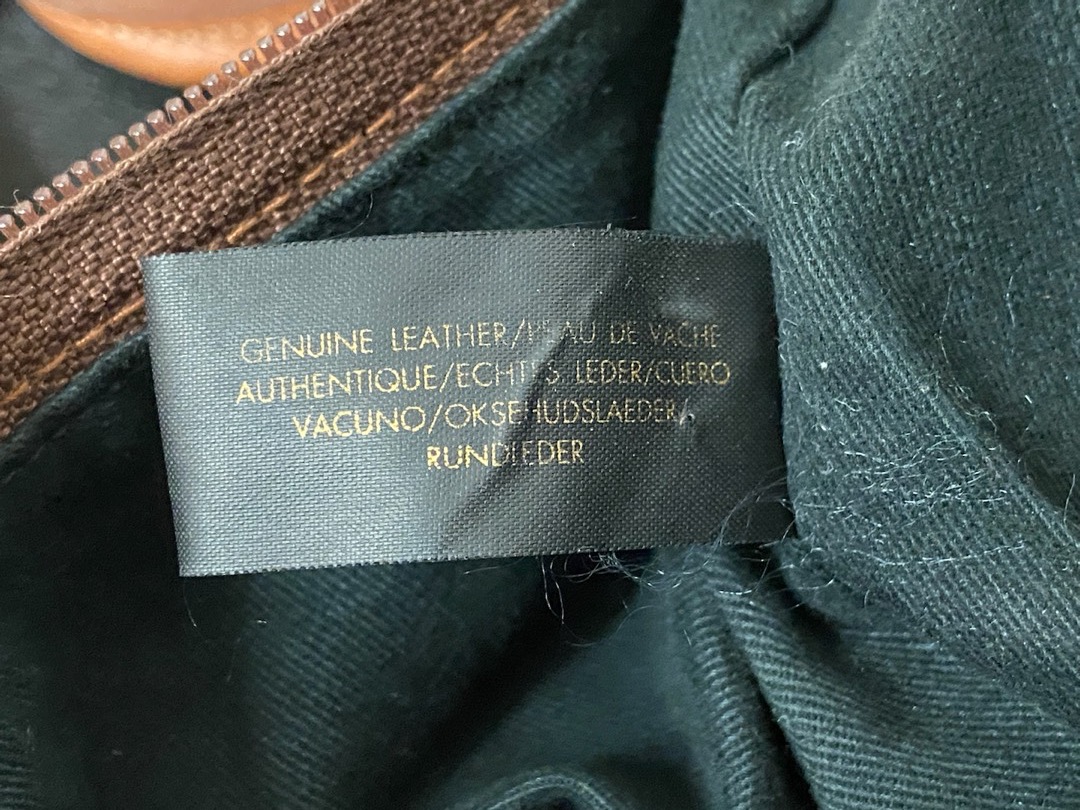 GENUINE LEATHER/PEAU DE VACHE
AUTHENTIQUE/ECHTES LEDER/CUERO
VACUNO/OKSEHUDSLAEDER/
RUNDLEDER